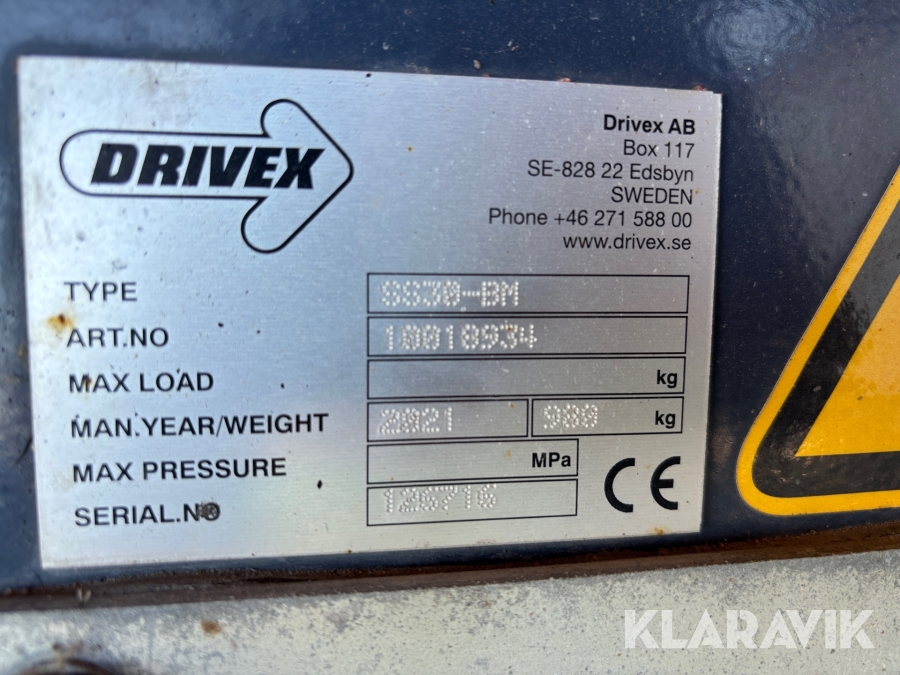 DRIVEX
Drivex AB
Box 117
SE-828 22 Edsbyn
SWEDEN
Phone +46 271 588 00
www.drivex.se
TYPE SS30-BM
ART.NO 10018934
MAX LOAD kg
MAN.YEAR/WEIGHT 2021 980 kg
MAX PRESSURE MPa
SERIAL.NO 126716
CE
KLARAVIK